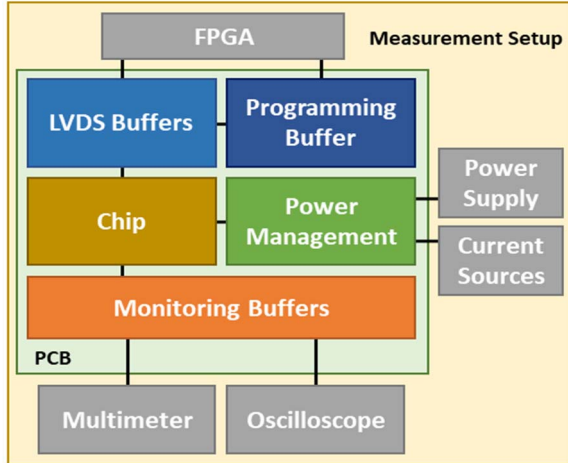 FPGA
Measurement Setup
LVDS Buffers
Programming
Buffer
Power
Supply
Chip
Power
Management
Current
Sources
Monitoring Buffers
PCB
Multimeter
Oscilloscope